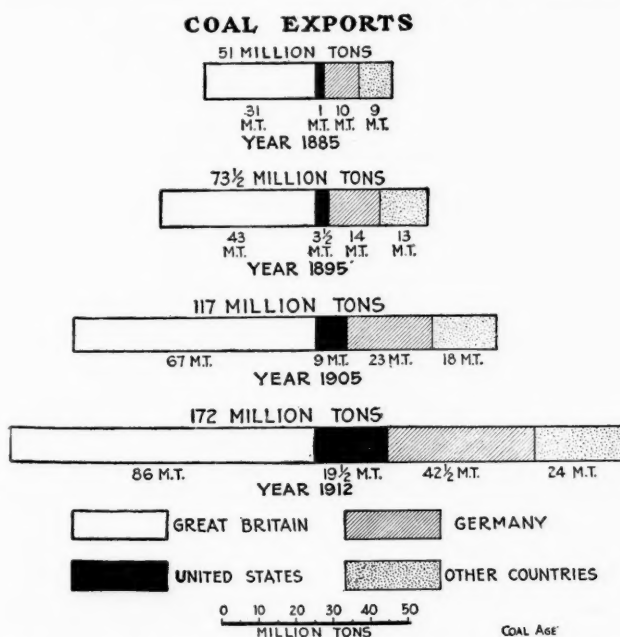 COAL EXPORTS
51 MILLION TONS
31 1 10 9
M.T. M.T. M.T. M.T.
YEAR 1885
73½ MILLION TONS
43 3½ 14 13
M.T. M.T. M.T. M.T.
YEAR 1895
117 MILLION TONS
67 M.T. 9 M.T. 23 M.T. 18 M.T.
YEAR 1905
172 MILLION TONS
86 M.T. 19½ M.T. 42½ M.T. 24 M.T.
YEAR 1912
GREAT BRITAIN GERMANY
UNITED STATES OTHER COUNTRIES
0 10 20 30 40 50
MILLION TONS
COAL AGE